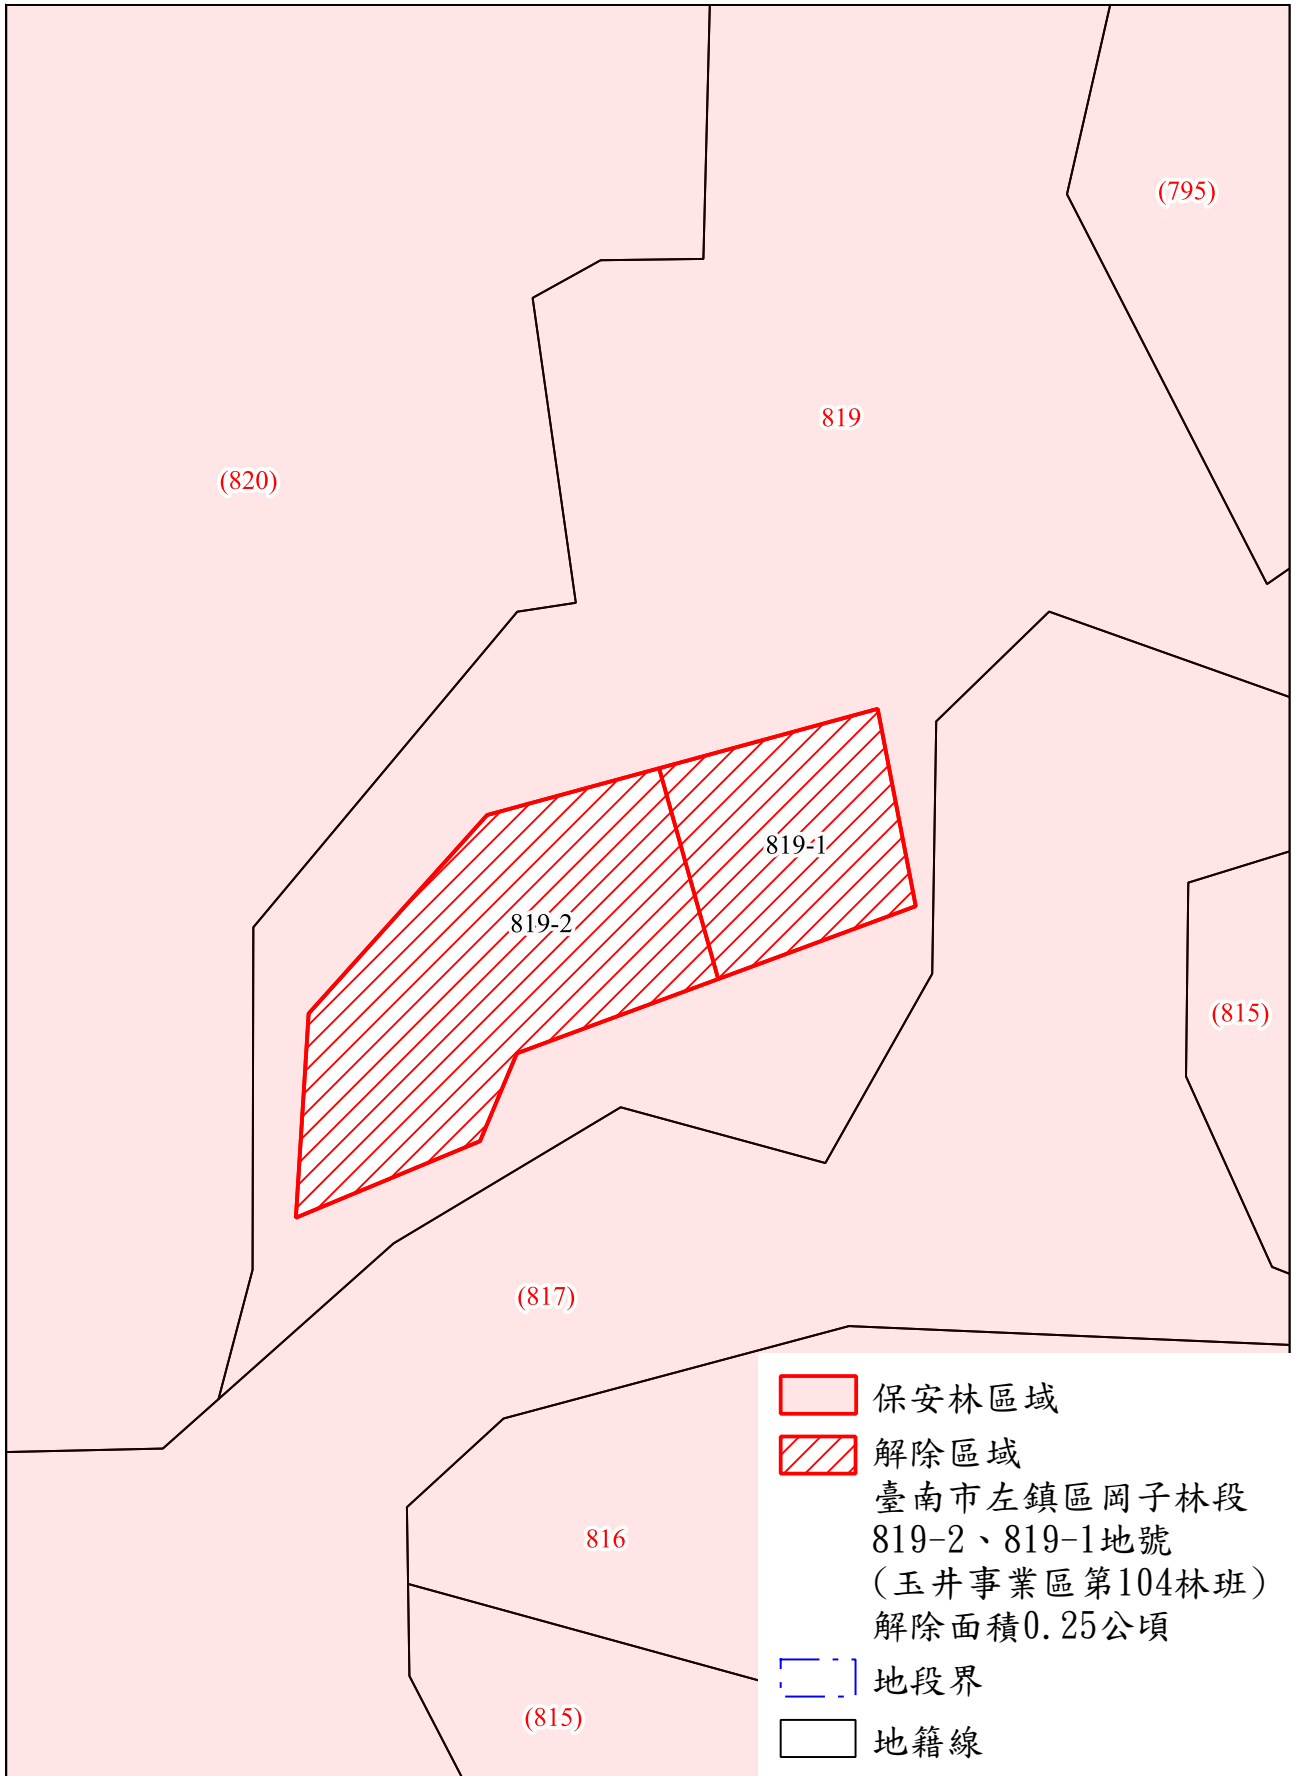 (795)
819
(820)
819-1
819-2
(815)
(817)
816
(815)
保安林區域
解除區域
臺南市左鎮區岡子林段
819-2、819-1地號
(玉井事業區第104林班)
解除面積0.25公頃
地段界
地籍線